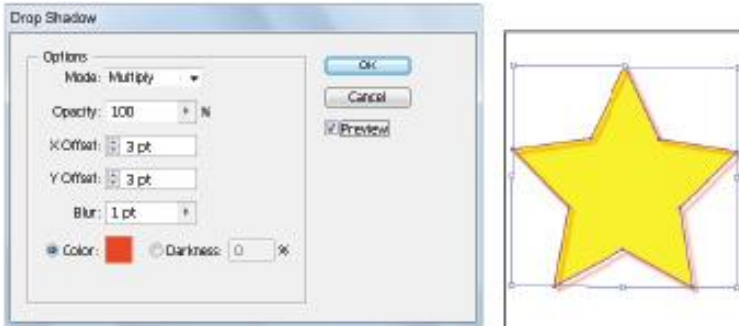 Drop Shadow
Options
Mode: Multiply
Opacity: 100 %
X Offset: 3 pt
Y Offset: 3 pt
Blur: 1 pt
Color: Darkness: 0 %
OK
Cancel
Preview